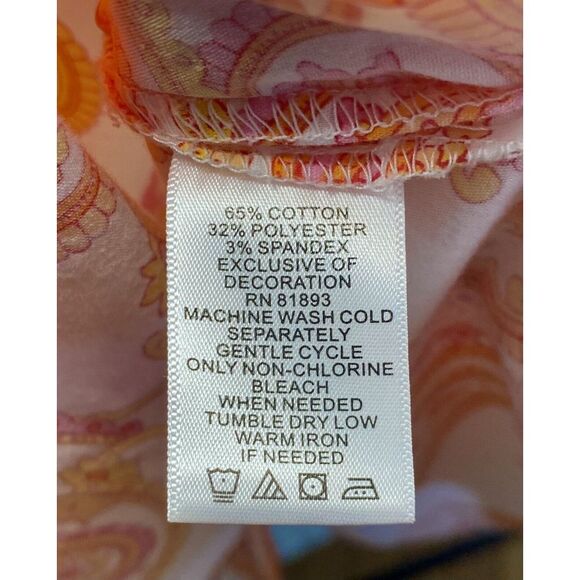 65% COTTON
32% POLYESTER
3% SPANDEX
EXCLUSIVE OF
DECORATION
RN 81893
MACHINE WASH COLD
SEPARATELY
GENTLE CYCLE
ONLY NON-CHLORINE
BLEACH
WHEN NEEDED
TUMBLE DRY LOW
WARM IRON
IF NEEDED